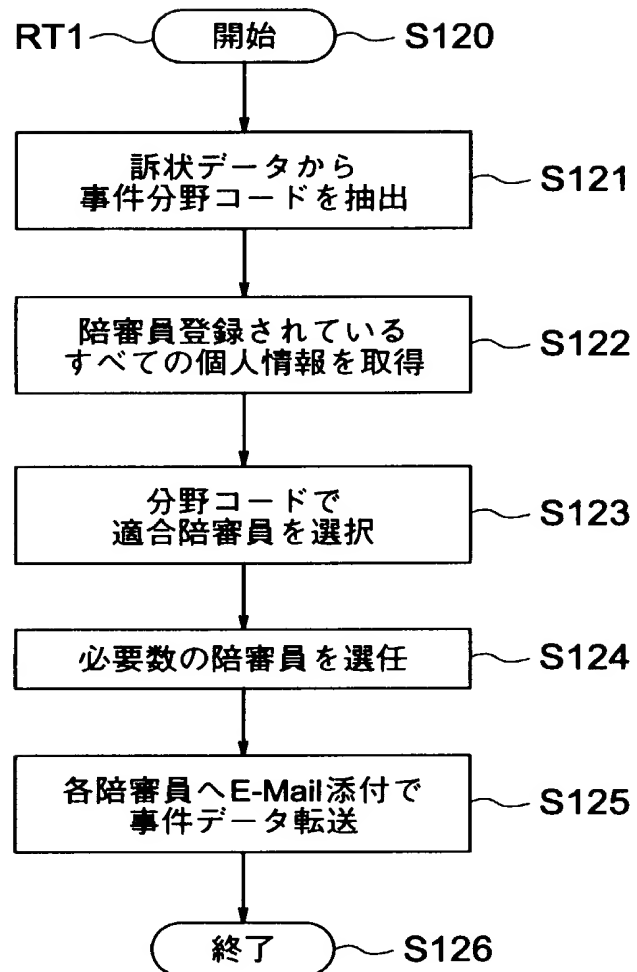 RT1 開始 S120
訴状データから
事件分野コードを抽出
S121
陪審員登録されている
すべての個人情報を取得
S122
分野コードで
適合陪審員を選択
S123
必要数の陪審員を選任 S124
各陪審員へE-Mail添付で
事件データ転送
S125
終了 S126